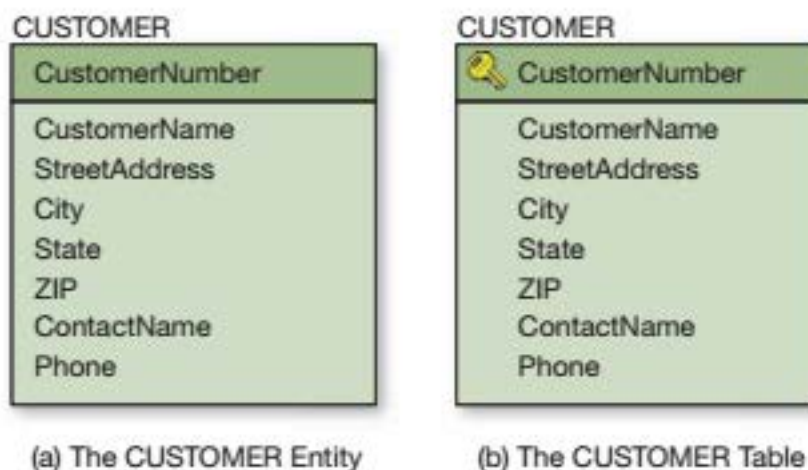 CUSTOMER
CustomerNumber
CustomerName
StreetAddress
City
State
ZIP
ContactName
Phone
(a) The CUSTOMER Entity
CUSTOMER
CustomerNumber
CustomerName
StreetAddress
City
State
ZIP
ContactName
Phone
(b) The CUSTOMER Table